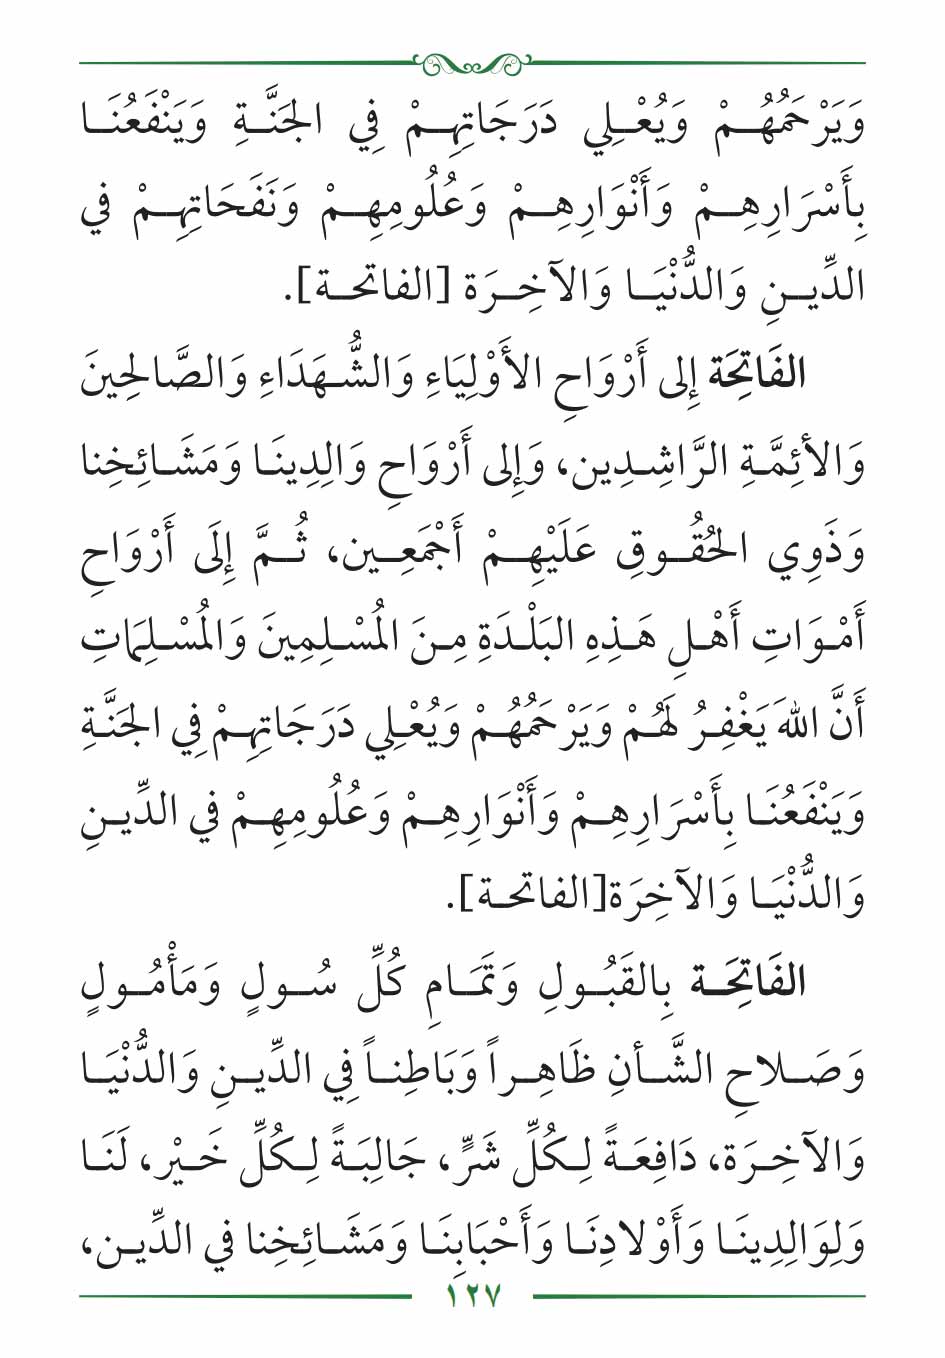 وَيَرْحَمُهُمْ وَيُعْلِي دَرَجَاتِهِمْ فِي الجَنَّةِ وَيَنْفَعُنَا
بِأَسْرَارِهِمْ وَأَنْوَارِهِمْ وَعُلُومِهِمْ وَنَفَحَاتِهِمْ في
الدِّينِ وَالدُّنْيَا وَالآخِرَة [الفاتحة].
الفَاتِحَة إِلى أَرْوَاحِ الأَوْلِيَاءِ وَالشُّهَدَاءِ وَالصَّالحِينَ
وَالأئِمَّةِ الرَّاشِدِين، وَإِلى أَرْوَاحِ وَالِدِينَا وَمَشَائِخِنا
وَذَوِي الحُقُوقِ عَلَيْهِمْ أَجْمَعِين، ثُمَّ إِلَى أَرْوَاحِ
أَمْوَاتِ أَهْلِ هَذِهِ البَلْدَةِ مِنَ المُسْلِمِينَ وَالمُسْلِمَاتِ
أَنَّ اللهَ يَغْفِرُ لَهُمْ وَيَرْحَمُهُمْ وَيُعْلِي دَرَجَاتِهِمْ فِي الجَنَّةِ
وَيَنْفَعُنَا بِأَسْرَارِهِمْ وَأَنْوَارِهِمْ وَعُلُومِهِمْ في الدِّينِ
وَالدُّنْيَا وَالآخِرَة[الفاتحة].
الفَاتِحَة بِالقَبُولِ وَتَمَامِ كُلِّ سُولٍ وَمَأْمُولٍ
وَصَلاحِ الشَّأنِ ظَاهِراً وَبَاطِناً فِي الدِّينِ وَالدُّنْيَا
وَالآخِرَة، دَافِعَةً لِكُلِّ شَرٍّ، جَالِبَةً لِكُلِّ خَيْر، لَنَا
وَلِوَالِدِينَا وَأَوْلادِنَا وَأَحْبَابِنَا وَمَشَائِخِنا في الدِّين،
١٢٧